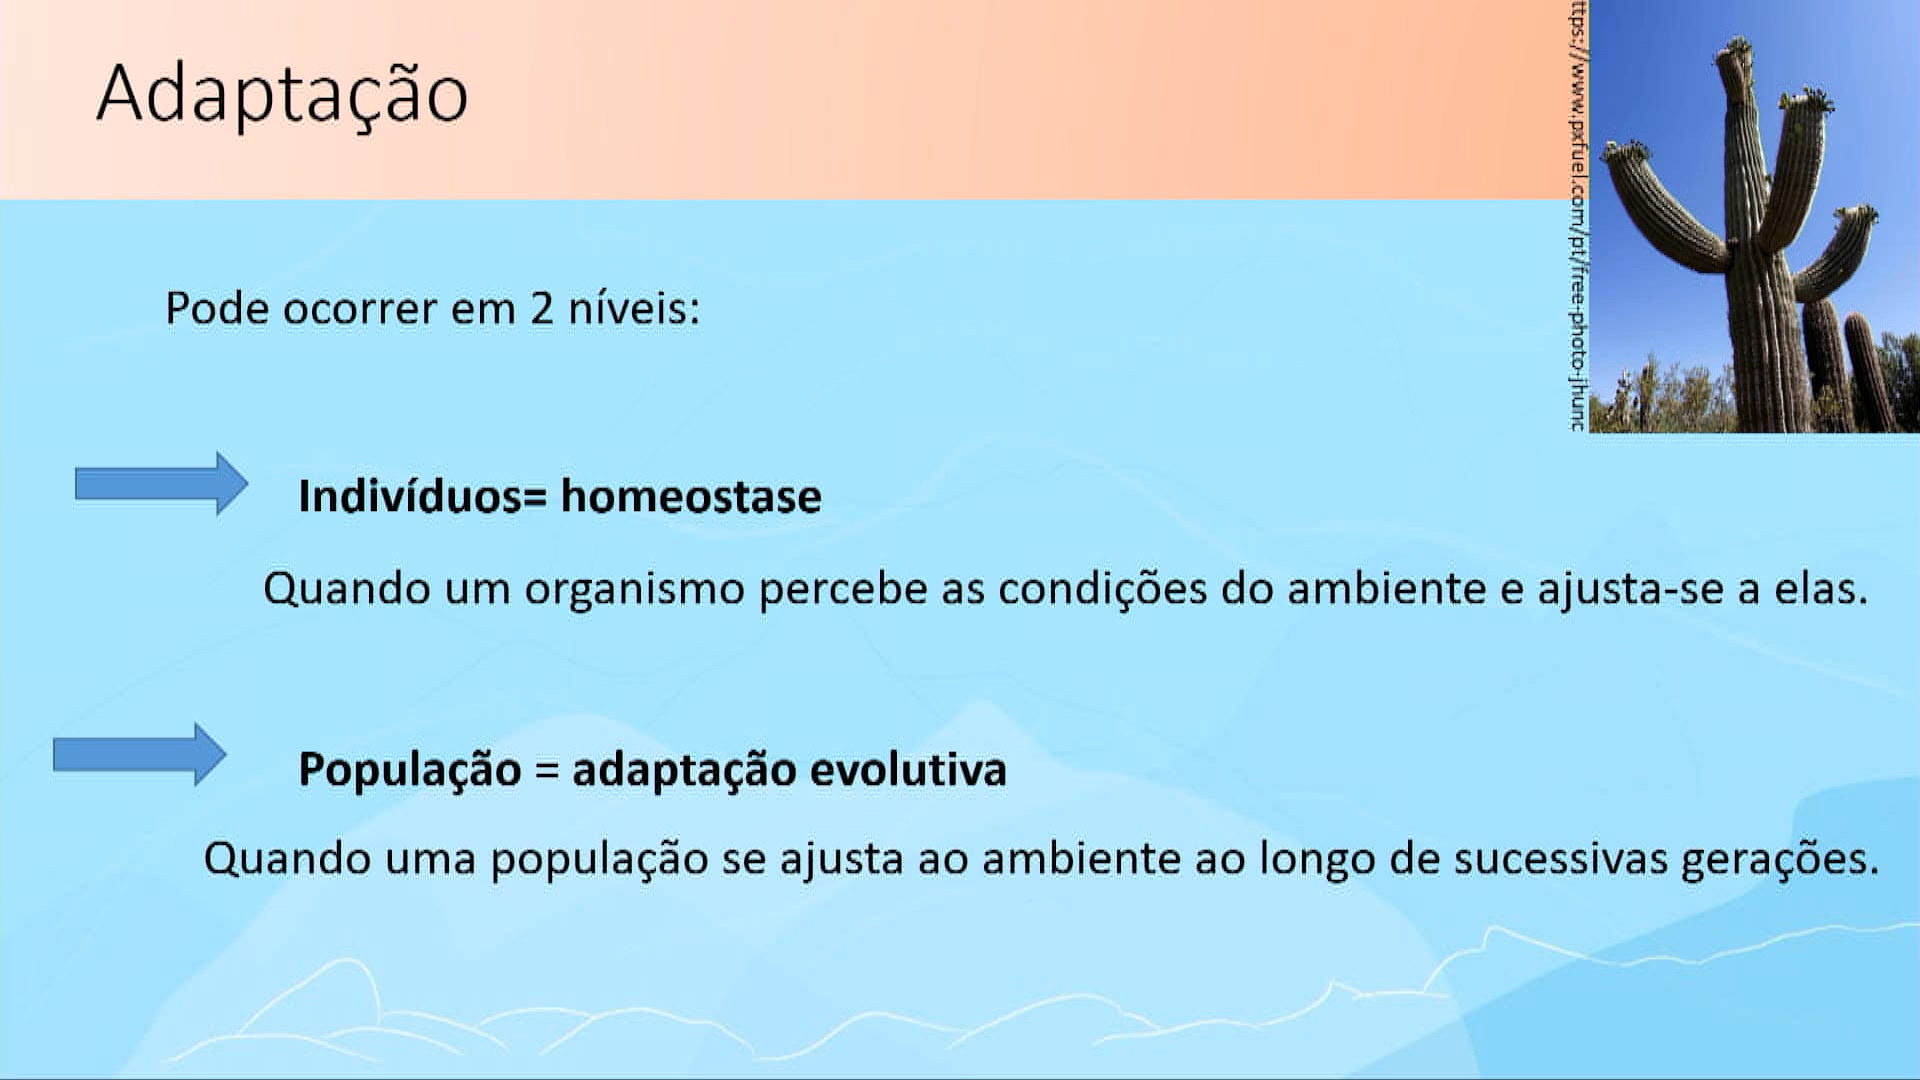 Adaptação
ttps://www.pxfuel.com/pt/free-photo-jhunc
Pode ocorrer em 2 níveis:
Indivíduos= homeostase
Quando um organismo percebe as condições do ambiente e ajusta-se a elas.
População = adaptação evolutiva
Quando uma população se ajusta ao ambiente ao longo de sucessivas gerações.